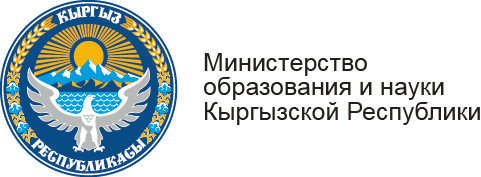 КЫРГЫЗ
РЕСПУБЛИКАСЫ
Министерство
образования и науки
Кыргызской Республики